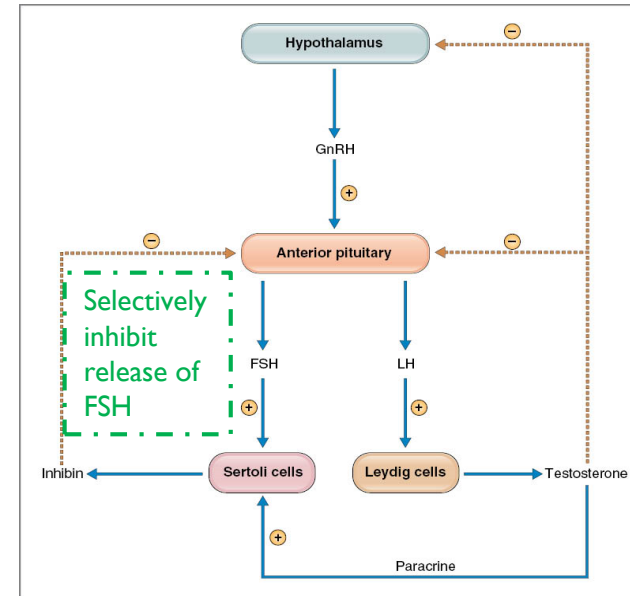 Hypothalamus
−
GnRH
+
−
Anterior pituitary
−
Selectively
inhibit
release of
FSH
FSH
LH
+
+
Inhibin
Sertoli cells
Leydig cells
Testosterone
+
Paracrine